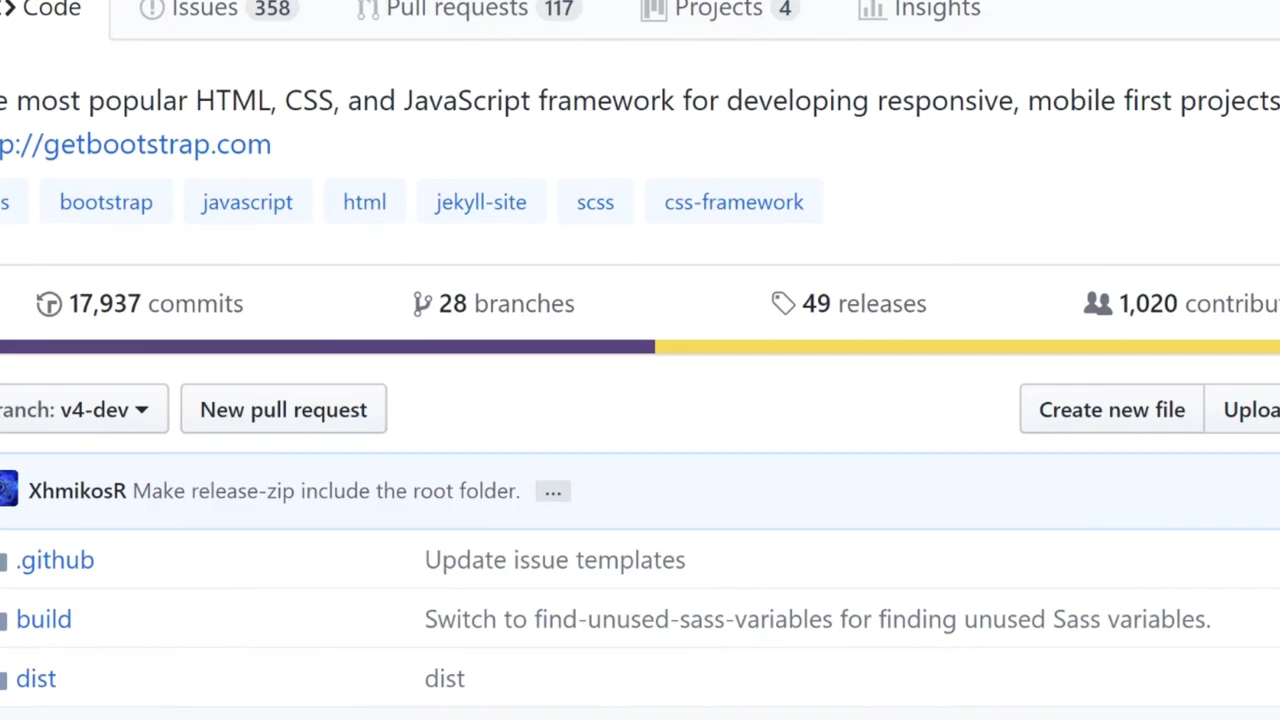 Code Issues 358 Pull requests 117 Projects 4 Insights
e most popular HTML, CSS, and JavaScript framework for developing responsive, mobile first projects
p://getbootstrap.com
s bootstrap javascript html jekyll-site scss css-framework
17,937 commits 28 branches 49 releases 1,020 contribu
ranch: v4-dev New pull request Create new file Uploa
XhmikosR Make release-zip include the root folder. ...
.github Update issue templates
build Switch to find-unused-sass-variables for finding unused Sass variables.
dist dist